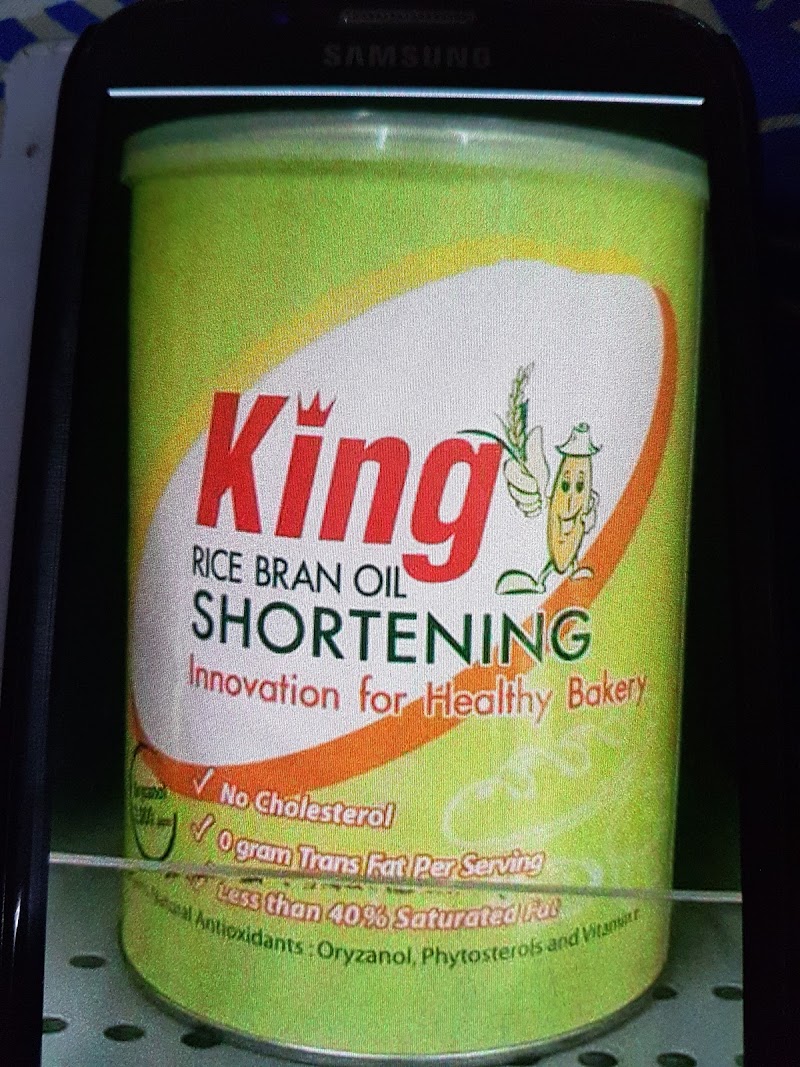 SAMSUNG
King
RICE BRAN OIL
SHORTENING
Innovation for Healthy Bakery
No Cholesterol
0 gram Trans Fat Per Serving
Less than 40% Saturated Fat
Natural Antioxidants : Oryzanol, Phytosterols and Vitamin E